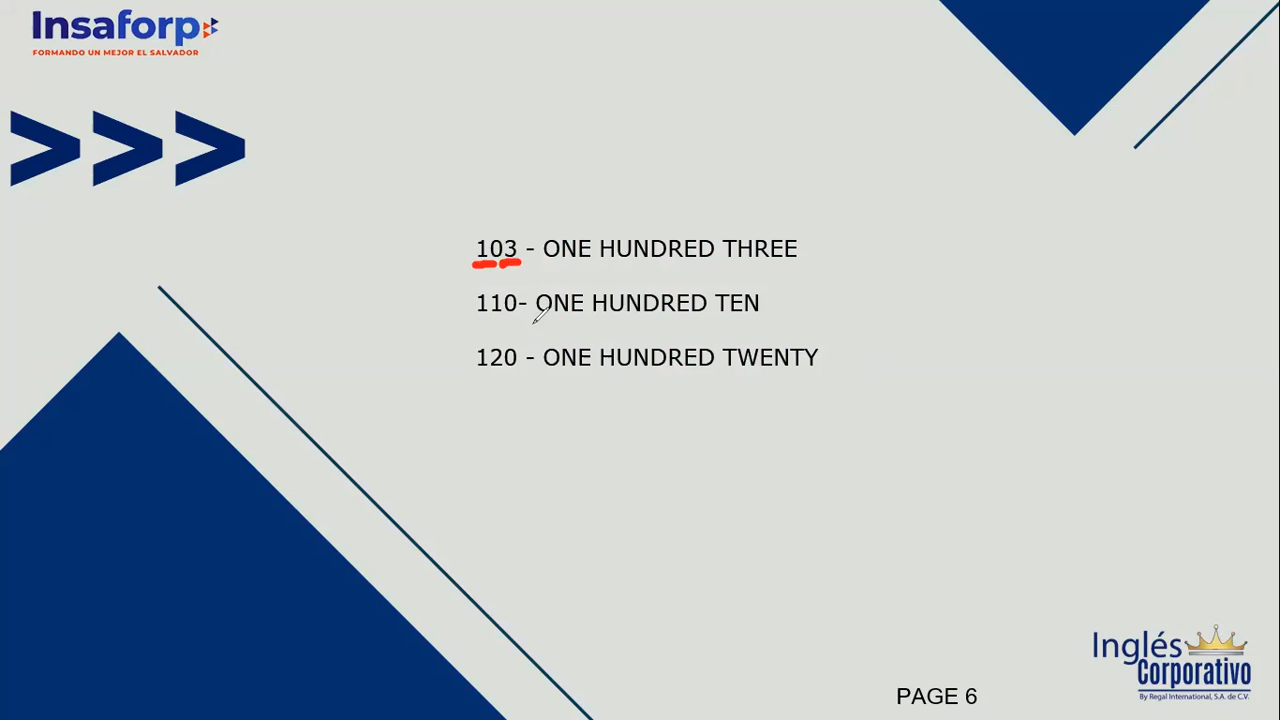 Insaforp
FORMANDO UN MEJOR EL SALVADOR
>>>
103 - ONE HUNDRED THREE
110- ONE HUNDRED TEN
120 - ONE HUNDRED TWENTY
Inglés
Corporativo
By Regal International, S.A. de C.V.
PAGE 6